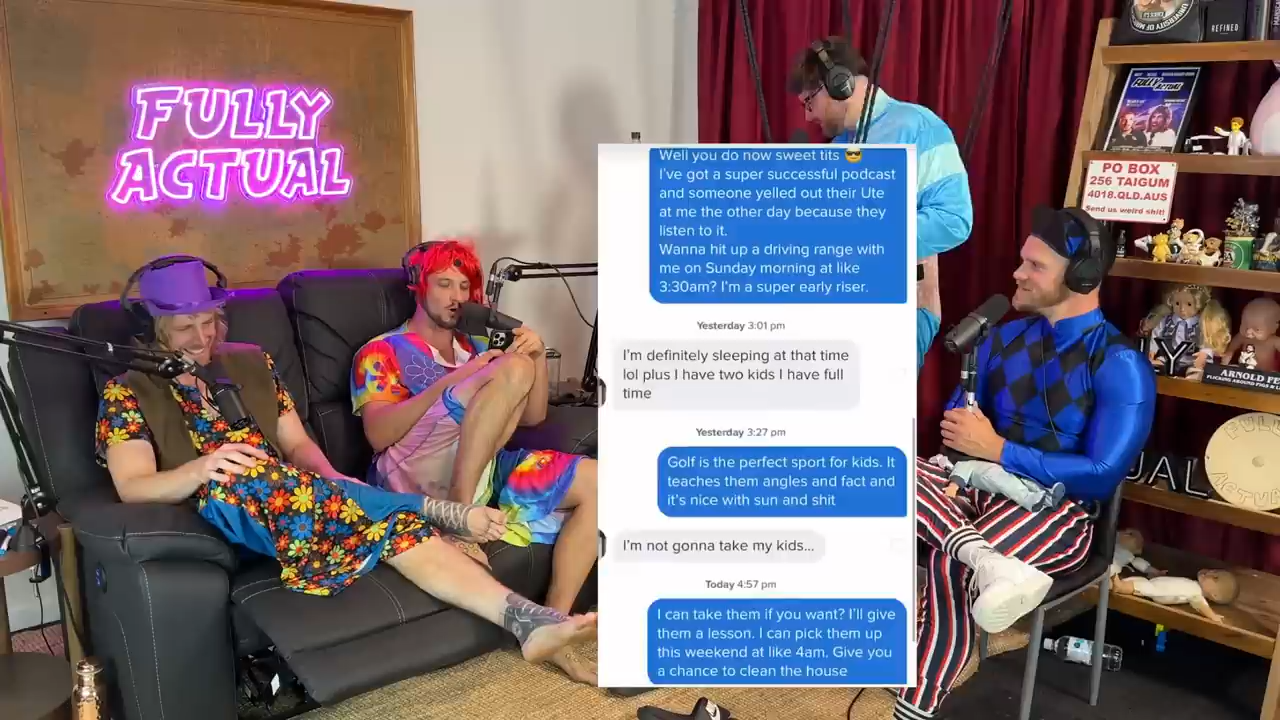 FULLY
ACTUAL
REFINED
FULLY
ACTUAL
PO BOX
256 TAIGUM
4018.QLD.AUS
Send us weird shit!
Well you do now sweet tits 😎
I've got a super successful podcast
and someone yelled out their Ute
at me the other day because they
listen to it.
Wanna hit up a driving range with
me on Sunday morning at like
3:30am? I'm a super early riser.
Yesterday 3:01 pm
I'm definitely sleeping at that time
lol plus I have two kids I have full
time
Yesterday 3:27 pm
Golf is the perfect sport for kids. It
teaches them angles and fact and
it's nice with sun and shit
I'm not gonna take my kids...
Today 4:57 pm
I can take them if you want? I'll give
them a lesson. I can pick them up
this weekend at like 4am. Give you
a chance to clean the house